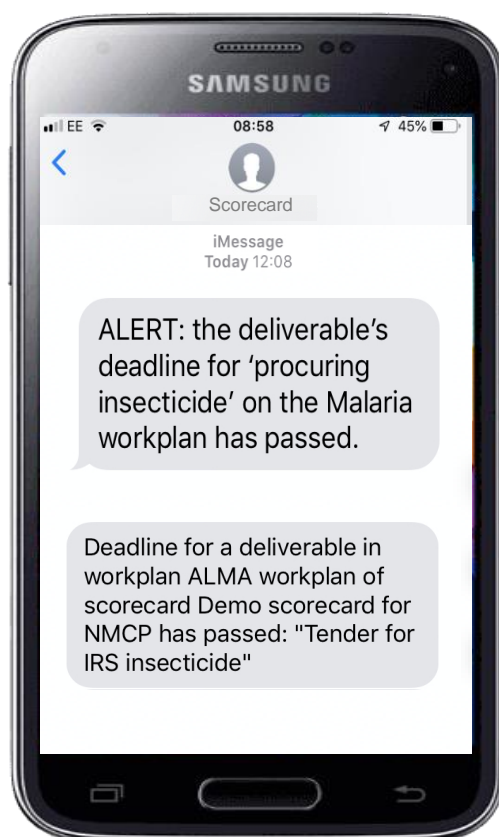 SAMSUNG
EE 08:58 45%
Scorecard
iMessage
Today 12:08
ALERT: the deliverable's
deadline for ‘procuring
insecticide’ on the Malaria
workplan has passed.
Deadline for a deliverable in
workplan ALMA workplan of
scorecard Demo scorecard for
NMCP has passed: "Tender for
IRS insecticide"